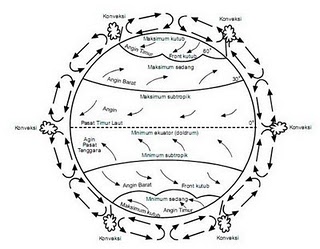 Konveksi
Konveksi
Maksimum kutub
Angin Timur
Front kutub
60°
Maksimum sedang
Angin Barat
30°
Maksimum subtropik
Angin
Pasat Timur Laut
0°
Konveksi
Konveksi
Minimum ekuator (doldrum)
Agin
Pasat
Tenggara
Minimum subtropik
Angin Barat
Front kutub
Minimum sedang
Maksimum kutub
Angin Timur
Konveksi
Konveksi